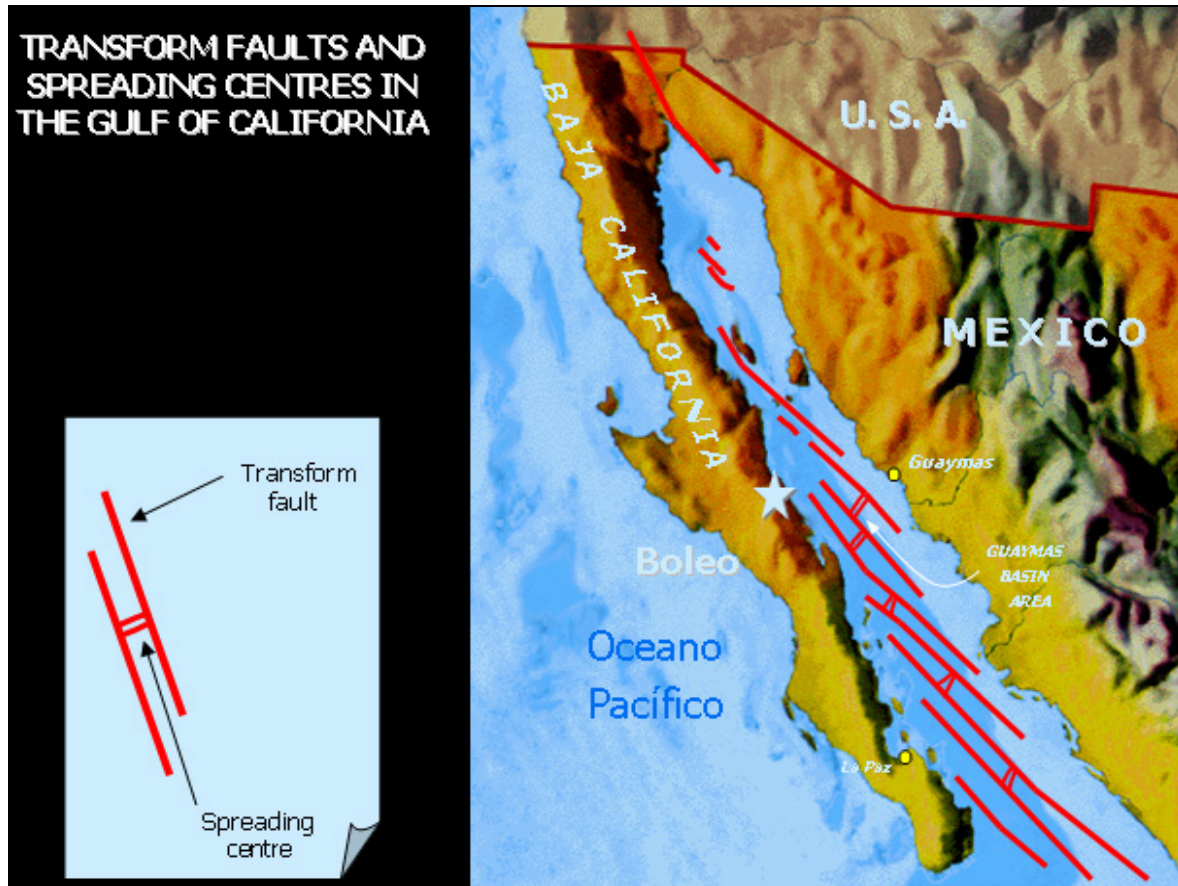 TRANSFORM FAULTS AND
SPREADING CENTRES IN
THE GULF OF CALIFORNIA
Transform
fault
Spreading
centre
BAJA CALIFORNIA
U. S. A.
MEXICO
Guaymas
GUAYMAS
BASIN
AREA
Boleo
Oceano
Pacífico
La Paz